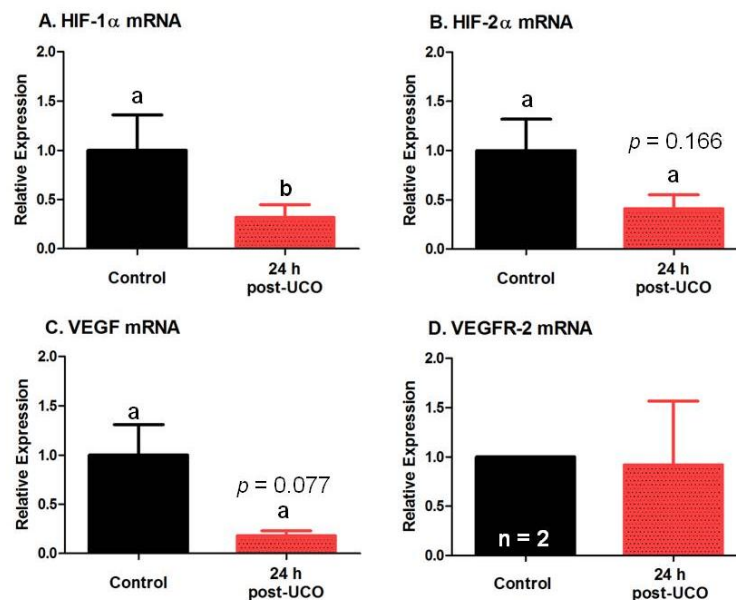 A. HIF-1α mRNA
Relative Expression
2.0
1.5
1.0
0.5
0.0
a
b
Control
24 h
post-UCO
B. HIF-2α mRNA
Relative Expression
2.0
1.5
1.0
0.5
0.0
a
p = 0.166
a
Control
24 h
post-UCO
C. VEGF mRNA
Relative Expression
2.0
1.5
1.0
0.5
0.0
a
p = 0.077
a
Control
24 h
post-UCO
D. VEGFR-2 mRNA
Relative Expression
2.0
1.5
1.0
0.5
0.0
n = 2
Control
24 h
post-UCO